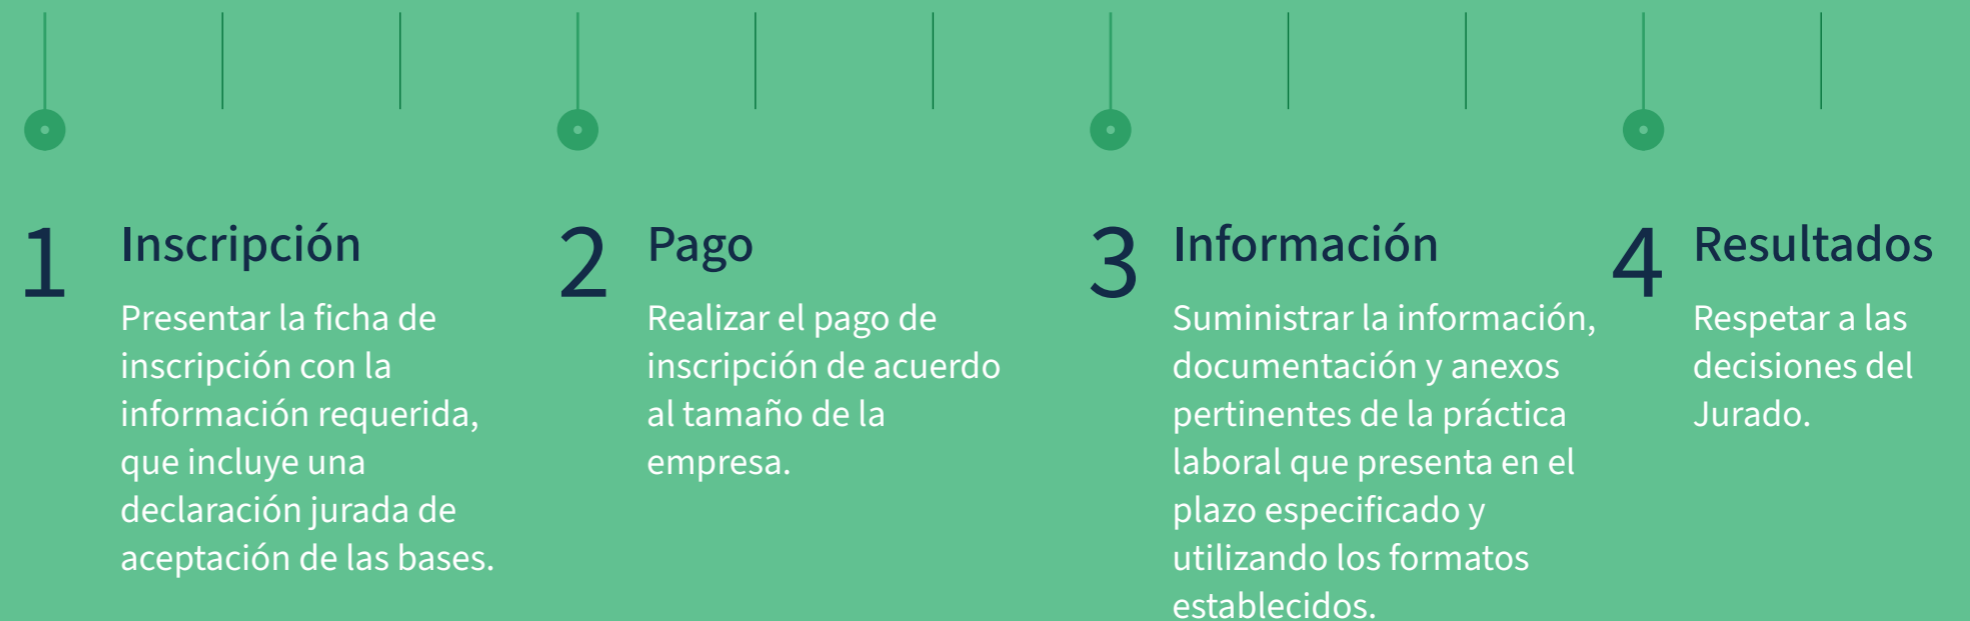 1
Inscripción
Presentar la ficha de
inscripción con la
información requerida,
que incluye una
declaración jurada de
aceptación de las bases.
2
Pago
Realizar el pago de
inscripción de acuerdo
al tamaño de la
empresa.
3
Información
Suministrar la información,
documentación y anexos
pertinentes de la práctica
laboral que presenta en el
plazo especificado y
utilizando los formatos
establecidos.
4
Resultados
Respetar a las
decisiones del
Jurado.